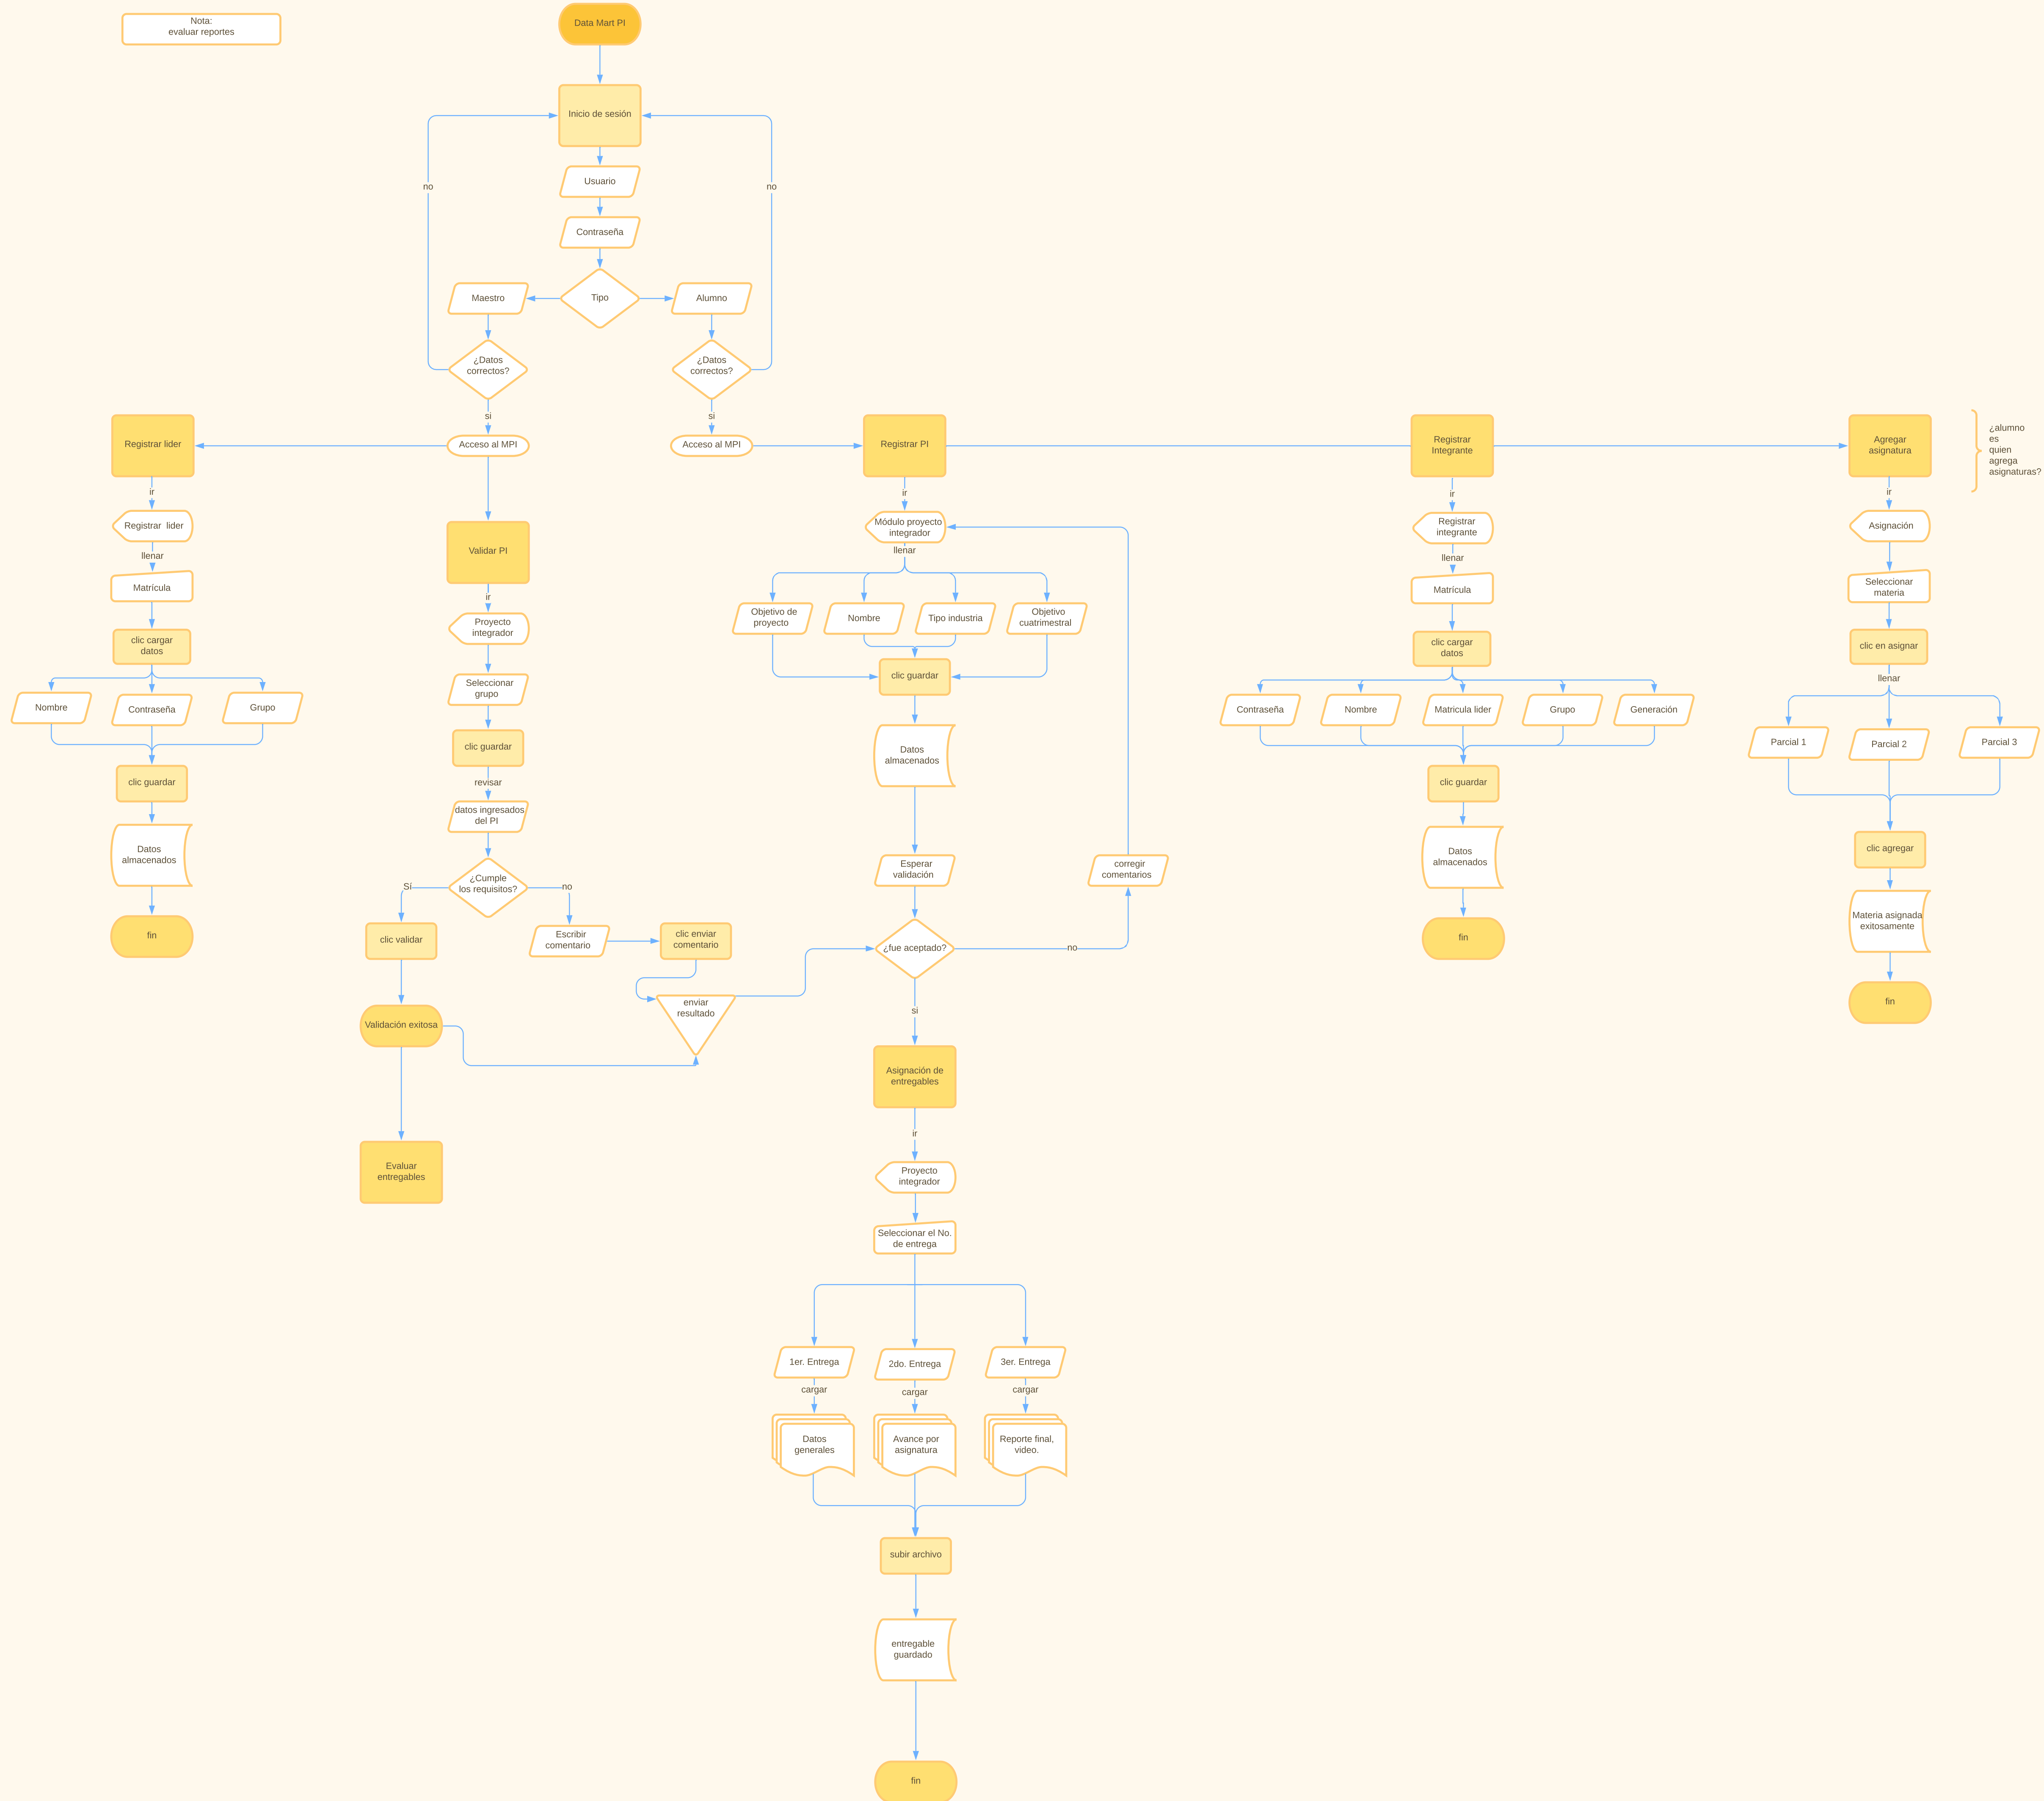 Nota:
evaluar reportes
Data Mart PI
Inicio de sesión
no
no
Usuario
Contraseña
Maestro
Tipo
Alumno
¿Datos
correctos?
¿Datos
correctos?
si
si
Registrar lider
Acceso al MPI
Acceso al MPI
Registrar PI
Registrar
Integrante
Agregar
asignatura
¿alumno
es
quien
agrega
asignaturas?
ir
Registrar  lider
llenar
Matrícula
clic cargar
datos
Nombre
Contraseña
Grupo
clic guardar
Datos
almacenados
fin
Validar PI
ir
Proyecto
integrador
Seleccionar
grupo
clic guardar
revisar
datos ingresados
del PI
¿Cumple
los requisitos?
Sí
no
clic validar
Escribir
comentario
clic enviar
comentario
enviar
resultado
Validación exitosa
Evaluar
entregables
ir
Módulo proyecto
integrador
llenar
Objetivo de
proyecto
Nombre
Tipo industria
Objetivo
cuatrimestral
clic guardar
Datos
almacenados
Esperar
validación
corregir
comentarios
¿fue aceptado?
no
si
Asignación de
entregables
ir
Proyecto
integrador
Seleccionar el No.
de entrega
1er. Entrega
2do. Entrega
3er. Entrega
cargar
cargar
cargar
Datos
generales
Avance por
asignatura
Reporte final,
video.
subir archivo
entregable
guardado
fin
ir
Registrar
integrante
llenar
Matrícula
clic cargar
datos
Contraseña
Nombre
Matricula lider
Grupo
Generación
clic guardar
Datos
almacenados
fin
ir
Asignación
Seleccionar
materia
clic en asignar
llenar
Parcial 1
Parcial 2
Parcial 3
clic agregar
Materia asignada
exitosamente
fin